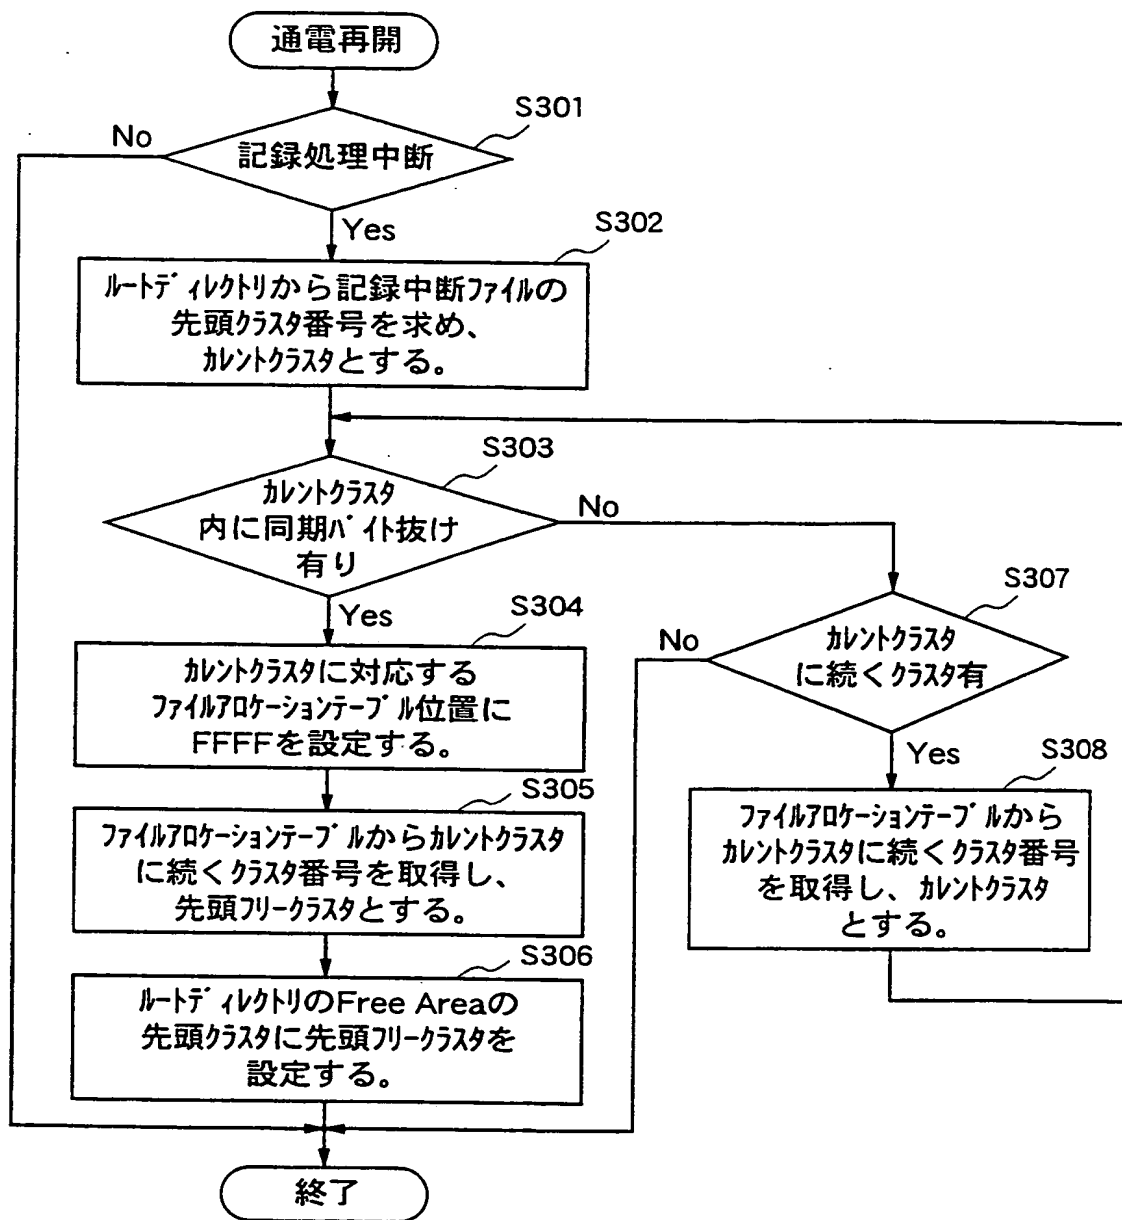 通電再開
S301
No
記録処理中断
Yes
S302
ﾙｰﾄﾃﾞｨﾚｸﾄﾘから記録中断ﾌｧｲﾙの
先頭ｸﾗｽﾀ番号を求め、
ｶﾚﾝﾄｸﾗｽﾀとする。
S303
ｶﾚﾝﾄｸﾗｽﾀ
内に同期ﾊﾞｲﾄ抜け
有り
No
Yes
S304
ｶﾚﾝﾄｸﾗｽﾀに対応する
ﾌｧｲﾙｱﾛｹｰｼｮﾝﾃｰﾌﾞﾙ位置に
FFFFを設定する。
S305
ﾌｧｲﾙｱﾛｹｰｼｮﾝﾃｰﾌﾞﾙからｶﾚﾝﾄｸﾗｽﾀ
に続くｸﾗｽﾀ番号を取得し、
先頭ﾌﾘｰｸﾗｽﾀとする。
S306
ﾙｰﾄﾃﾞｨﾚｸﾄﾘのFree Areaの
先頭ｸﾗｽﾀに先頭ﾌﾘｰｸﾗｽﾀを
設定する。
S307
No
ｶﾚﾝﾄｸﾗｽﾀ
に続くｸﾗｽﾀ有
Yes
S308
ﾌｧｲﾙｱﾛｹｰｼｮﾝﾃｰﾌﾞﾙから
ｶﾚﾝﾄｸﾗｽﾀに続くｸﾗｽﾀ番号
を取得し、ｶﾚﾝﾄｸﾗｽﾀ
とする。
終了